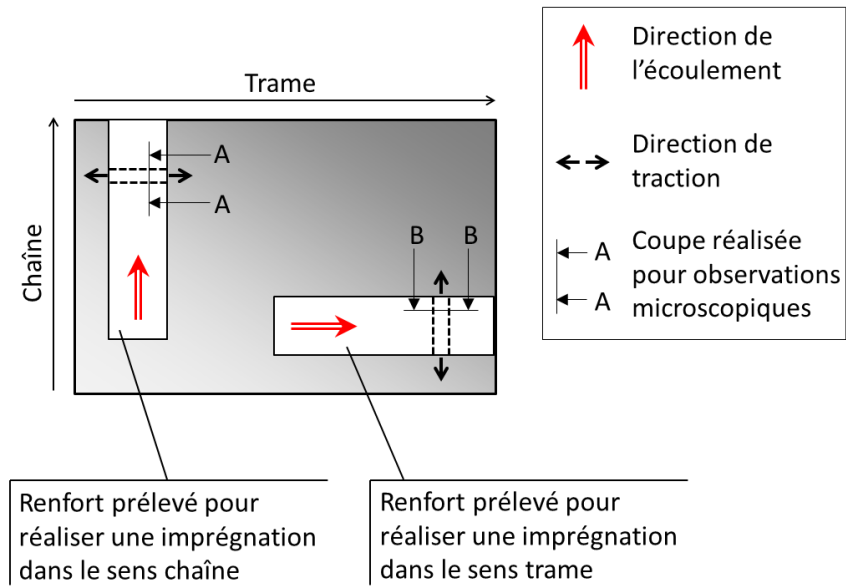 Trame
Chaîne
A
A
B B
Direction de
l'écoulement
Direction de
traction
A
A
Coupe réalisée
pour observations
microscopiques
Renfort prélevé pour
réaliser une imprégnation
dans le sens chaîne
Renfort prélevé pour
réaliser une imprégnation
dans le sens trame